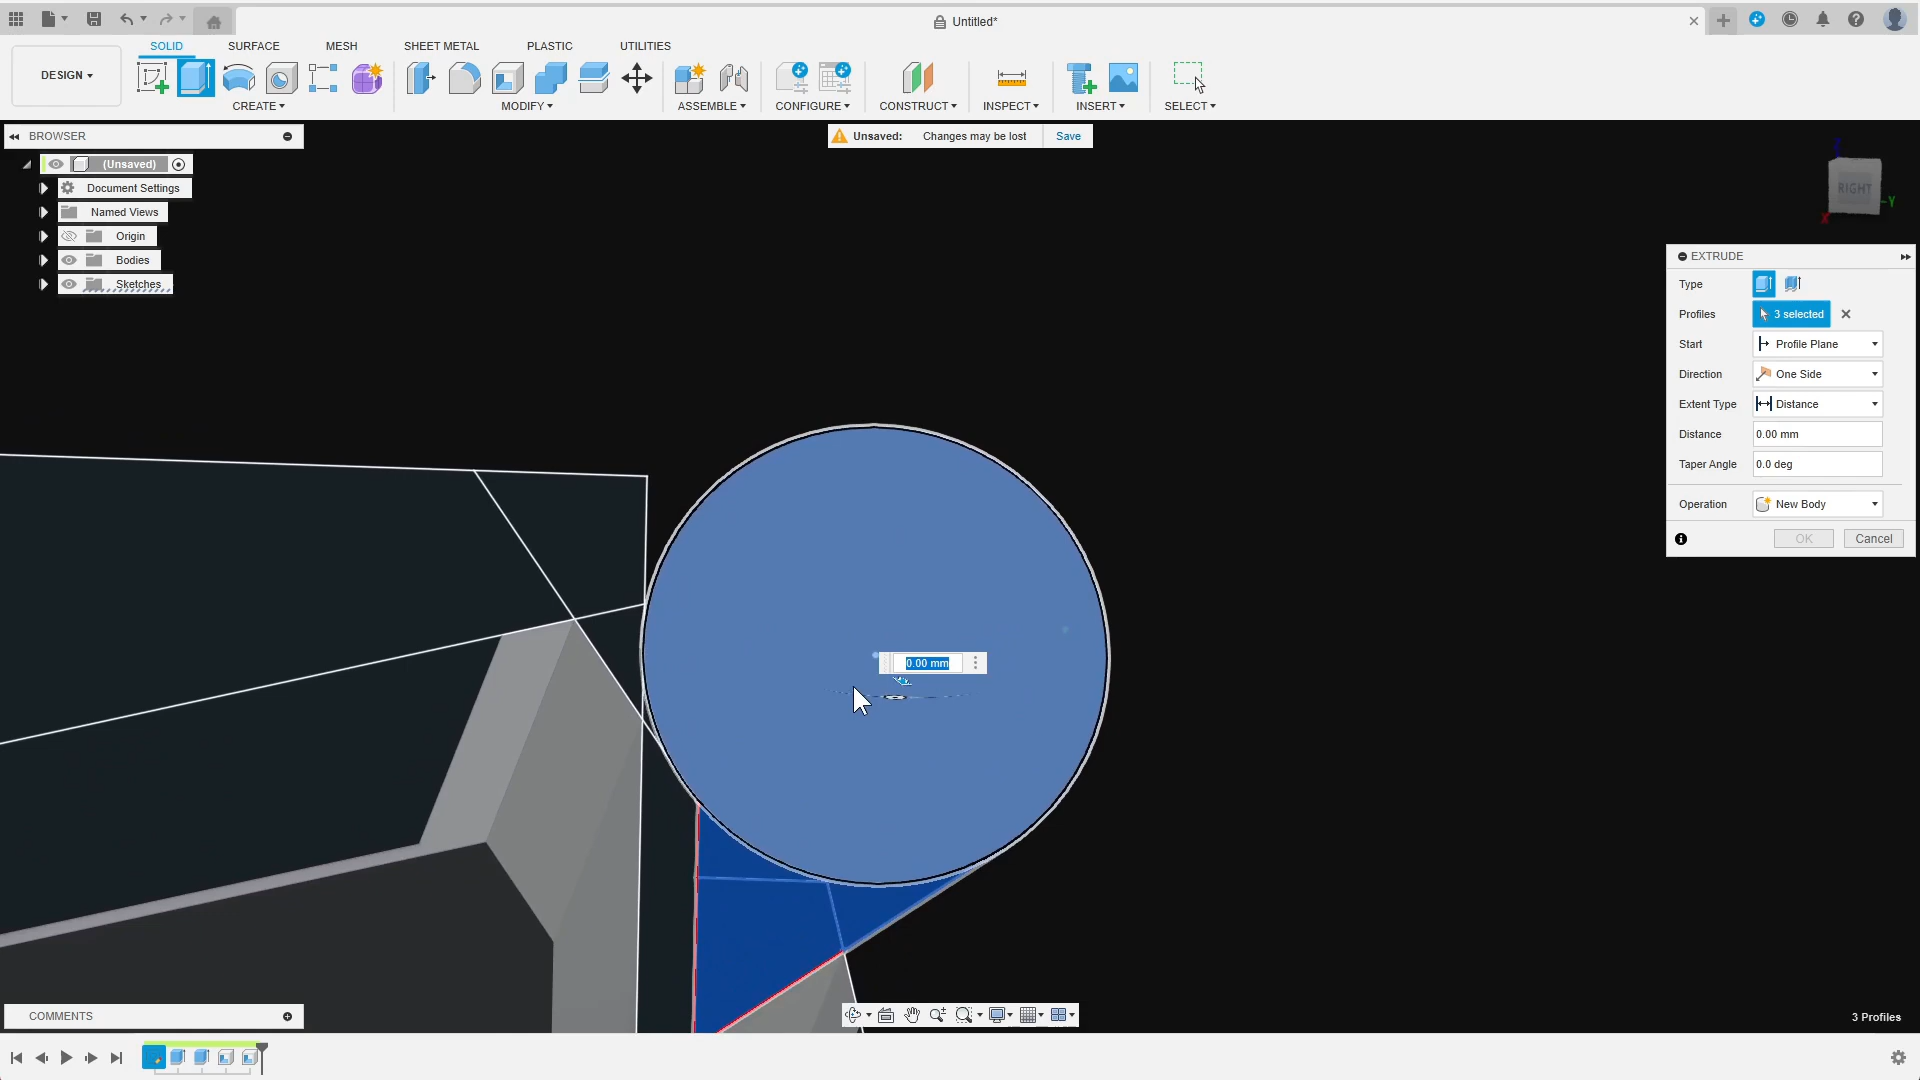 Untitled*
DESIGN
SOLID
SURFACE
MESH
SHEET METAL
PLASTIC
UTILITIES
CREATE
MODIFY
ASSEMBLE
CONFIGURE
CONSTRUCT
INSPECT
INSERT
SELECT
BROWSER
Unsaved: Changes may be lost Save
(Unsaved)
Document Settings
Named Views
Origin
Bodies
Sketches
RIGHT
Z
Y
X
EXTRUDE
Type
Profiles 3 selected
Start Profile Plane
Direction One Side
Extent Type Distance
Distance 0.00 mm
Taper Angle 0.0 deg
Operation New Body
OK Cancel
0.00 mm
COMMENTS
3 Profiles